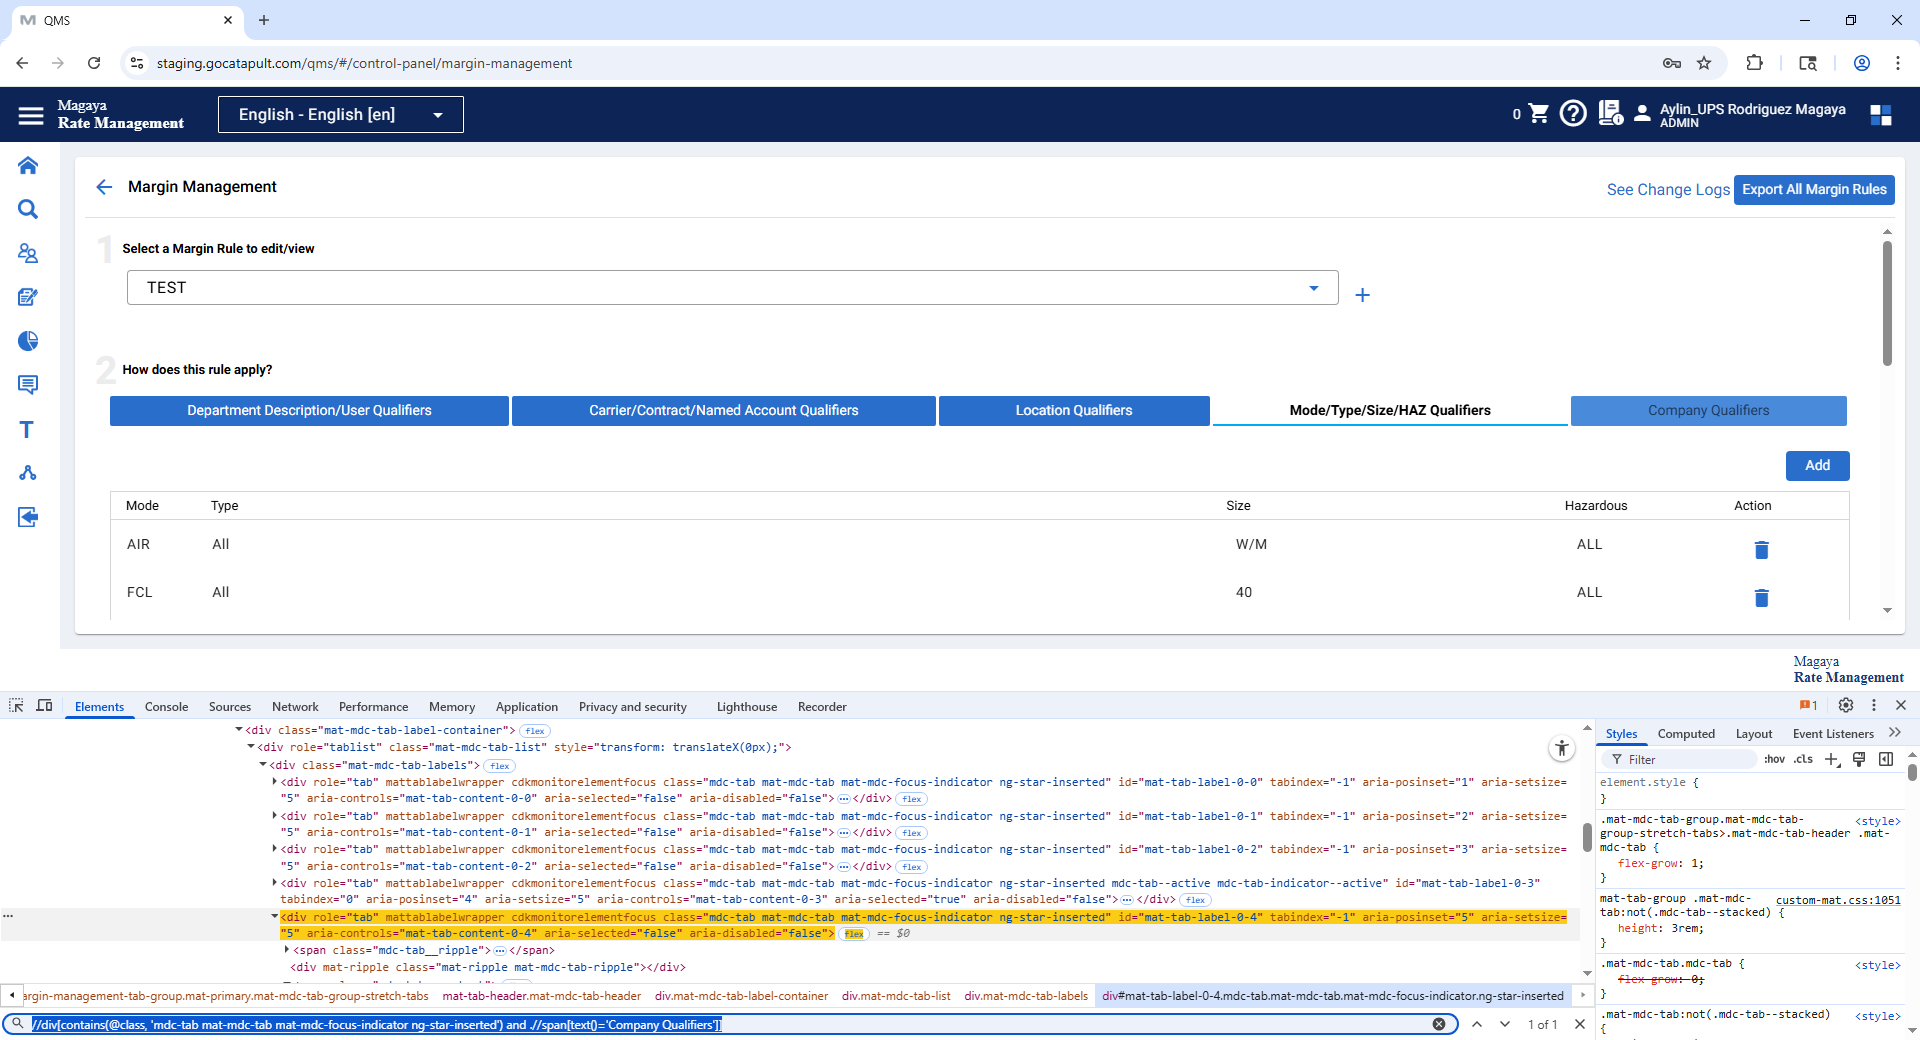 QMS
staging.gocatapult.com/qms/#/control-panel/margin-management
Magaya
Rate Management
English - English [en]
0
Aylin_UPS Rodriguez Magaya
ADMIN
Margin Management
See Change Logs
Export All Margin Rules
1
Select a Margin Rule to edit/view
TEST
2
How does this rule apply?
Department Description/User Qualifiers
Carrier/Contract/Named Account Qualifiers
Location Qualifiers
Mode/Type/Size/HAZ Qualifiers
Company Qualifiers
Add
Mode Type Size Hazardous Action
AIR All W/M ALL
FCL All 40 ALL
Magaya
Rate Management
Elements Console Sources Network Performance Memory Application Privacy and security Lighthouse Recorder
1
<div class="mat-mdc-tab-label-container"> flex
<div role="tablist" class="mat-mdc-tab-list" style="transform: translateX(0px);">
<div class="mat-mdc-tab-labels"> flex
<div role="tab" mattablabelwrapper cdkmonitorelementfocus class="mdc-tab mat-mdc-tab mat-mdc-focus-indicator ng-star-inserted" id="mat-tab-label-0-0" tabindex="-1" aria-posinset="1" aria-setsize=
"5" aria-controls="mat-tab-content-0-0" aria-selected="false" aria-disabled="false"> … </div> flex
<div role="tab" mattablabelwrapper cdkmonitorelementfocus class="mdc-tab mat-mdc-tab mat-mdc-focus-indicator ng-star-inserted" id="mat-tab-label-0-1" tabindex="-1" aria-posinset="2" aria-setsize=
"5" aria-controls="mat-tab-content-0-1" aria-selected="false" aria-disabled="false"> … </div> flex
<div role="tab" mattablabelwrapper cdkmonitorelementfocus class="mdc-tab mat-mdc-tab mat-mdc-focus-indicator ng-star-inserted" id="mat-tab-label-0-2" tabindex="-1" aria-posinset="3" aria-setsize=
"5" aria-controls="mat-tab-content-0-2" aria-selected="false" aria-disabled="false"> … </div> flex
<div role="tab" mattablabelwrapper cdkmonitorelementfocus class="mdc-tab mat-mdc-tab mat-mdc-focus-indicator ng-star-inserted mdc-tab--active mdc-tab-indicator--active" id="mat-tab-label-0-3"
tabindex="0" aria-posinset="4" aria-setsize="5" aria-controls="mat-tab-content-0-3" aria-selected="true" aria-disabled="false"> … </div> flex
<div role="tab" mattablabelwrapper cdkmonitorelementfocus class="mdc-tab mat-mdc-tab mat-mdc-focus-indicator ng-star-inserted" id="mat-tab-label-0-4" tabindex="-1" aria-posinset="5" aria-setsize=
"5" aria-controls="mat-tab-content-0-4" aria-selected="false" aria-disabled="false"> flex == $0
<span class="mdc-tab__ripple"> … </span>
<div mat-ripple class="mat-ripple mat-mdc-tab-ripple"></div>
argin-management-tab-group.mat-primary.mat-mdc-tab-group-stretch-tabs mat-tab-header.mat-mdc-tab-header div.mat-mdc-tab-label-container div.mat-mdc-tab-list div.mat-mdc-tab-labels div#mat-tab-label-0-4.mdc-tab.mat-mdc-tab.mat-mdc-focus-indicator.ng-star-inserted
//div[contains(@class, 'mdc-tab mat-mdc-tab mat-mdc-focus-indicator ng-star-inserted') and .//span[text()='Company Qualifiers']]
1 of 1
Styles Computed Layout Event Listeners
Filter :hov .cls
element.style {
}
.mat-mdc-tab-group.mat-mdc-tab- <style>
group-stretch-tabs>.mat-mdc-tab-header .mat-
mdc-tab {
flex-grow: 1;
}
mat-tab-group .mat-mdc- custom-mat.css:1051
tab:not(.mdc-tab--stacked) {
height: 3rem;
}
.mat-mdc-tab.mdc-tab { <style>
flex-grow: 0;
}
.mat-mdc-tab:not(.mdc-tab--stacked) <style>
{